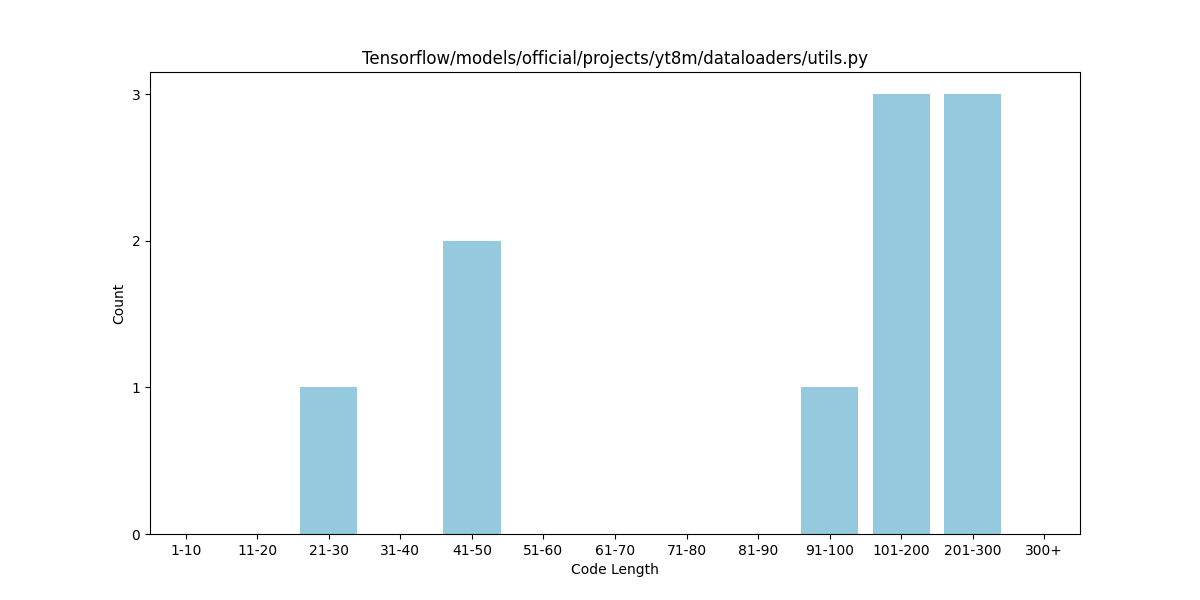 Tensorflow/models/official/projects/yt8m/dataloaders/utils.py
3
2
1
0
Count
1-10 11-20 21-30 31-40 41-50 51-60 61-70 71-80 81-90 91-100 101-200 201-300 300+
Code Length